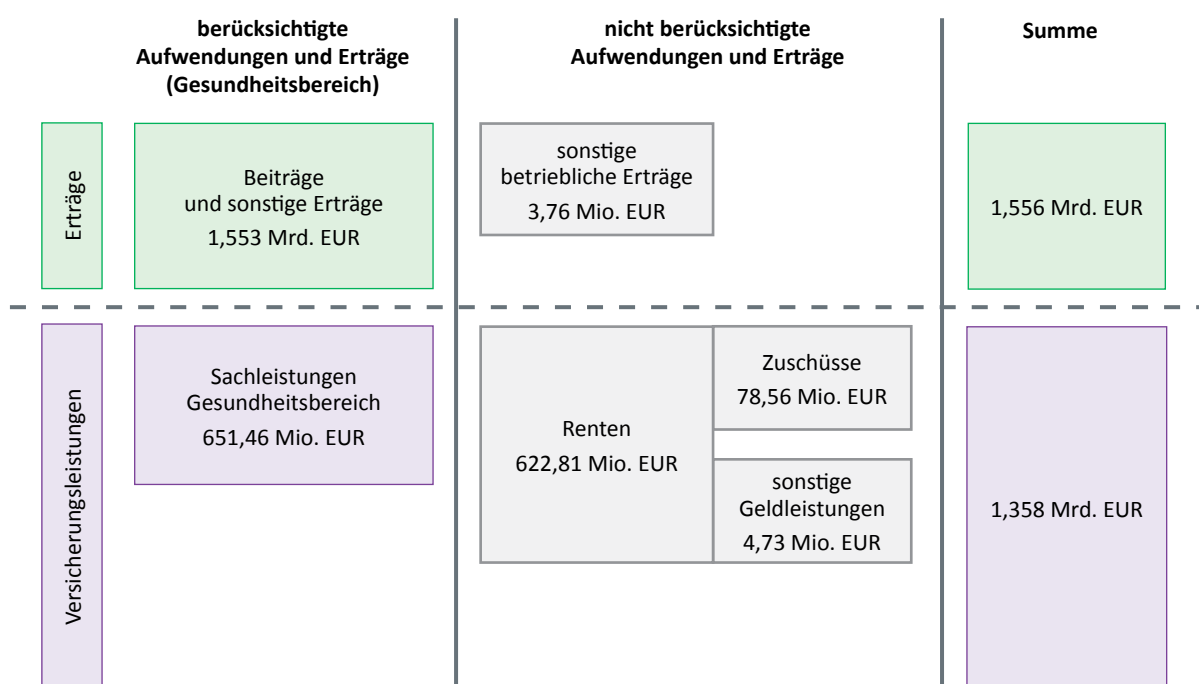 berücksichtigte
Aufwendungen und Erträge
(Gesundheitsbereich)
nicht berücksichtigte
Aufwendungen und Erträge
Summe
Erträge
Beiträge
und sonstige Erträge
1,553 Mrd. EUR
sonstige
betriebliche Erträge
3,76 Mio. EUR
1,556 Mrd. EUR
Versicherungsleistungen
Sachleistungen
Gesundheitsbereich
651,46 Mio. EUR
Renten
622,81 Mio. EUR
Zuschüsse
78,56 Mio. EUR
sonstige
Geldleistungen
4,73 Mio. EUR
1,358 Mrd. EUR